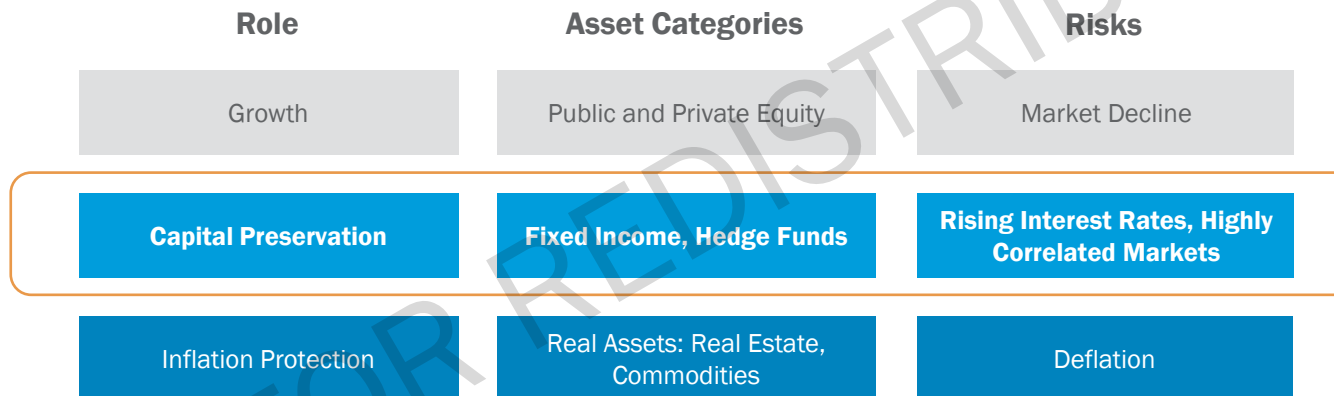 Role Asset Categories Risks
Growth Public and Private Equity Market Decline
Capital Preservation Fixed Income, Hedge Funds Rising Interest Rates, Highly
Correlated Markets
Inflation Protection Real Assets: Real Estate,
Commodities Deflation